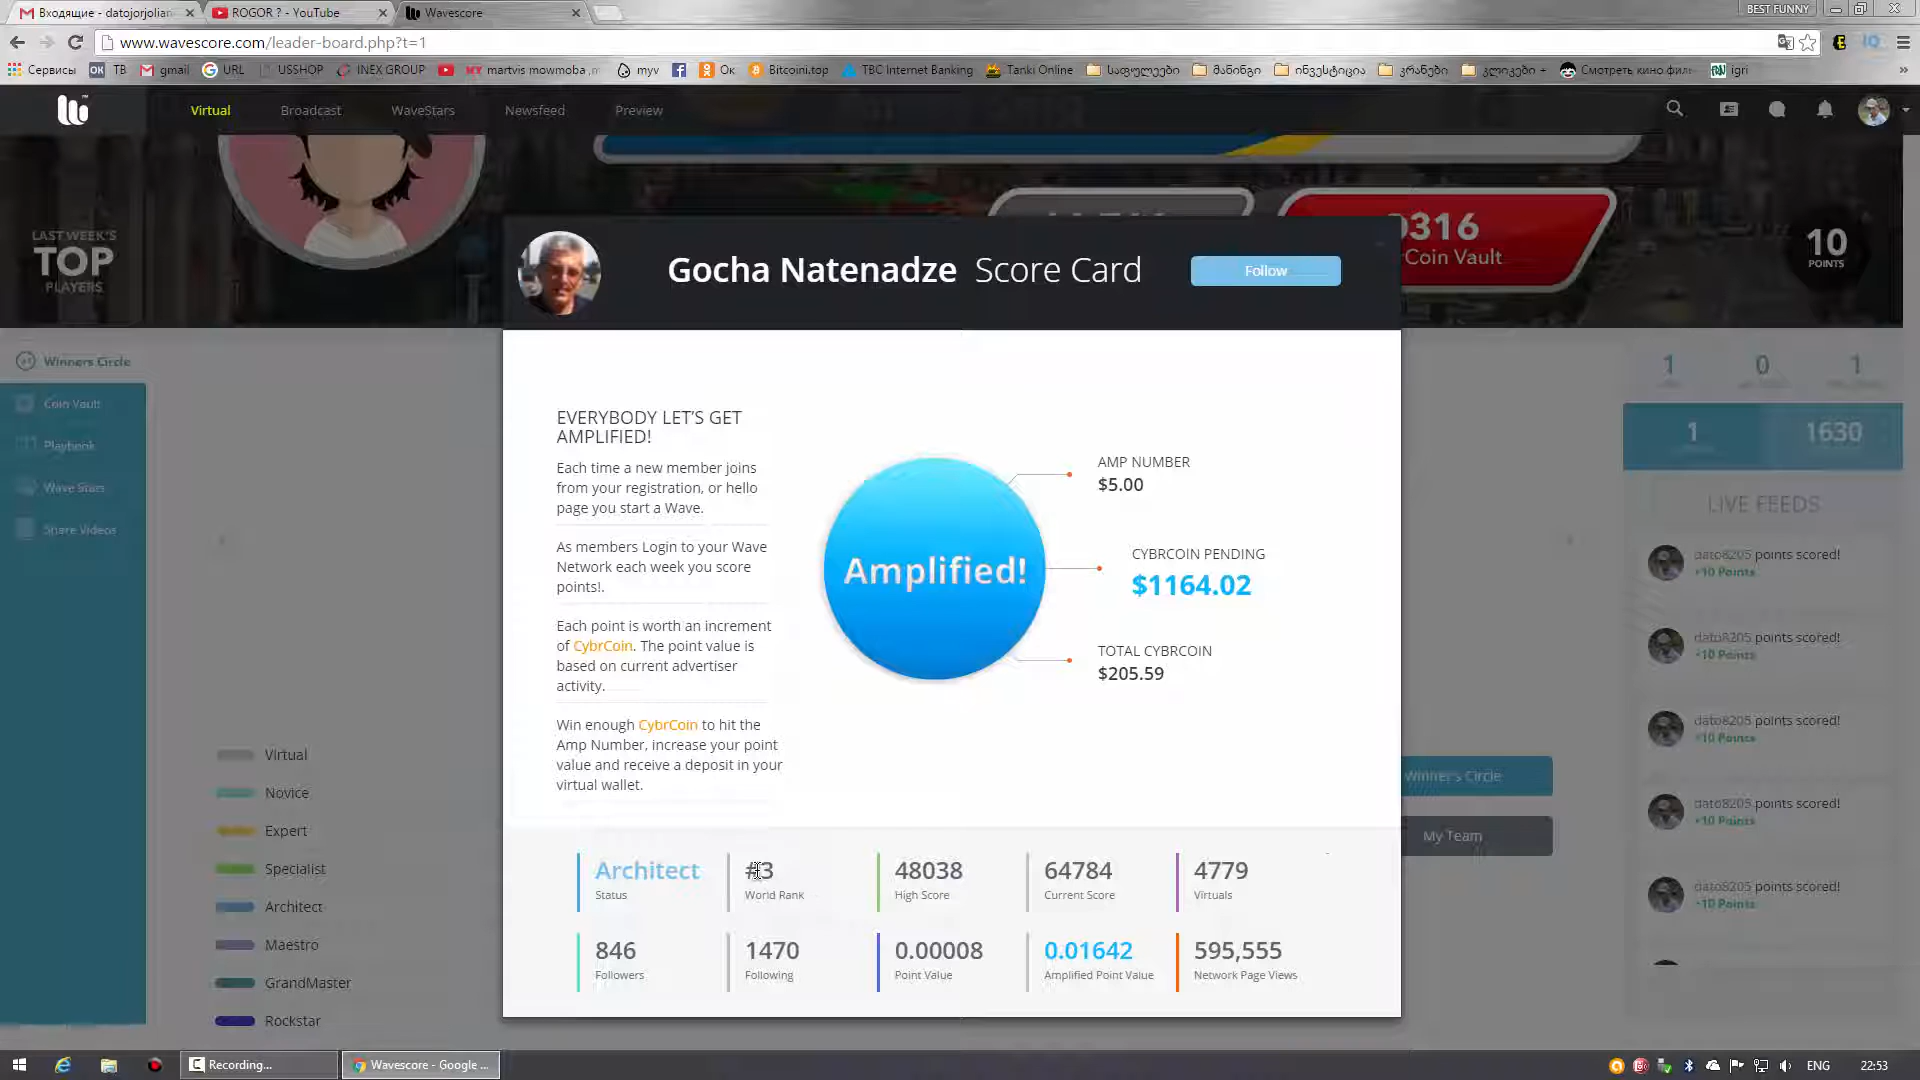 Входящие - datojorjolian
ROGOR ? - YouTube
Wavescore
BEST FUNNY
www.wavescore.com/leader-board.php?t=1
Сервисы
ТВ
gmail
URL
USSHOP
INEX GROUP
martvis mowmoba ,m
myv
Ок
Bitcoini.top
TBC Internet Banking
Tanki Online
საფულეები
მანინგი
ინვესტიცია
კრანები
კლიკები +
Смотреть кино фил
igri
Virtual
Broadcast
WaveStars
Newsfeed
Preview
LAST WEEK'S
TOP
PLAYERS
0316
Coin Vault
10
POINTS
Gocha Natenadze Score Card
Follow
Winners Circle
Coin Vault
Playbook
Wave Stars
Share Videos
EVERYBODY LET'S GET
AMPLIFIED!
Each time a new member joins
from your registration, or hello
page you start a Wave.
As members Login to your Wave
Network each week you score
points!.
Each point is worth an increment
of CybrCoin. The point value is
based on current advertiser
activity.
Win enough CybrCoin to hit the
Amp Number, increase your point
value and receive a deposit in your
virtual wallet.
Amplified!
AMP NUMBER
$5.00
CYBRCOIN PENDING
$1164.02
TOTAL CYBRCOIN
$205.59
1 0 1
1 1630
LIVE FEEDS
dato8205 points scored!
+10 Points
dato8205 points scored!
+10 Points
dato8205 points scored!
+10 Points
dato8205 points scored!
+10 Points
dato8205 points scored!
+10 Points
Virtual
Novice
Expert
Specialist
Architect
Maestro
GrandMaster
Rockstar
Winner's Circle
My Team
Architect
Status
#3
World Rank
48038
High Score
64784
Current Score
4779
Virtuals
846
Followers
1470
Following
0.00008
Point Value
0.01642
Amplified Point Value
595,555
Network Page Views
Recording...
Wavescore - Google ...
ENG
22:53